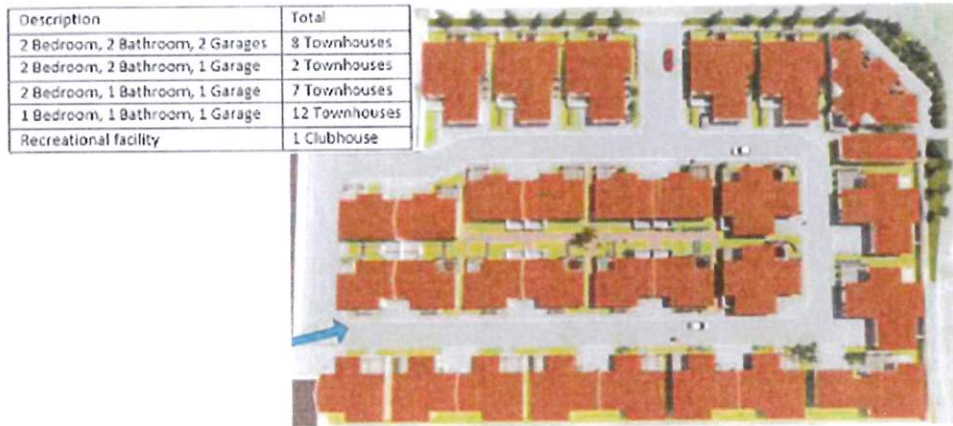 Description Total
2 Bedroom, 2 Bathroom, 2 Garages 8 Townhouses
2 Bedroom, 2 Bathroom, 1 Garage 2 Townhouses
2 Bedroom, 1 Bathroom, 1 Garage 7 Townhouses
1 Bedroom, 1 Bathroom, 1 Garage 12 Townhouses
Recreational facility 1 Clubhouse